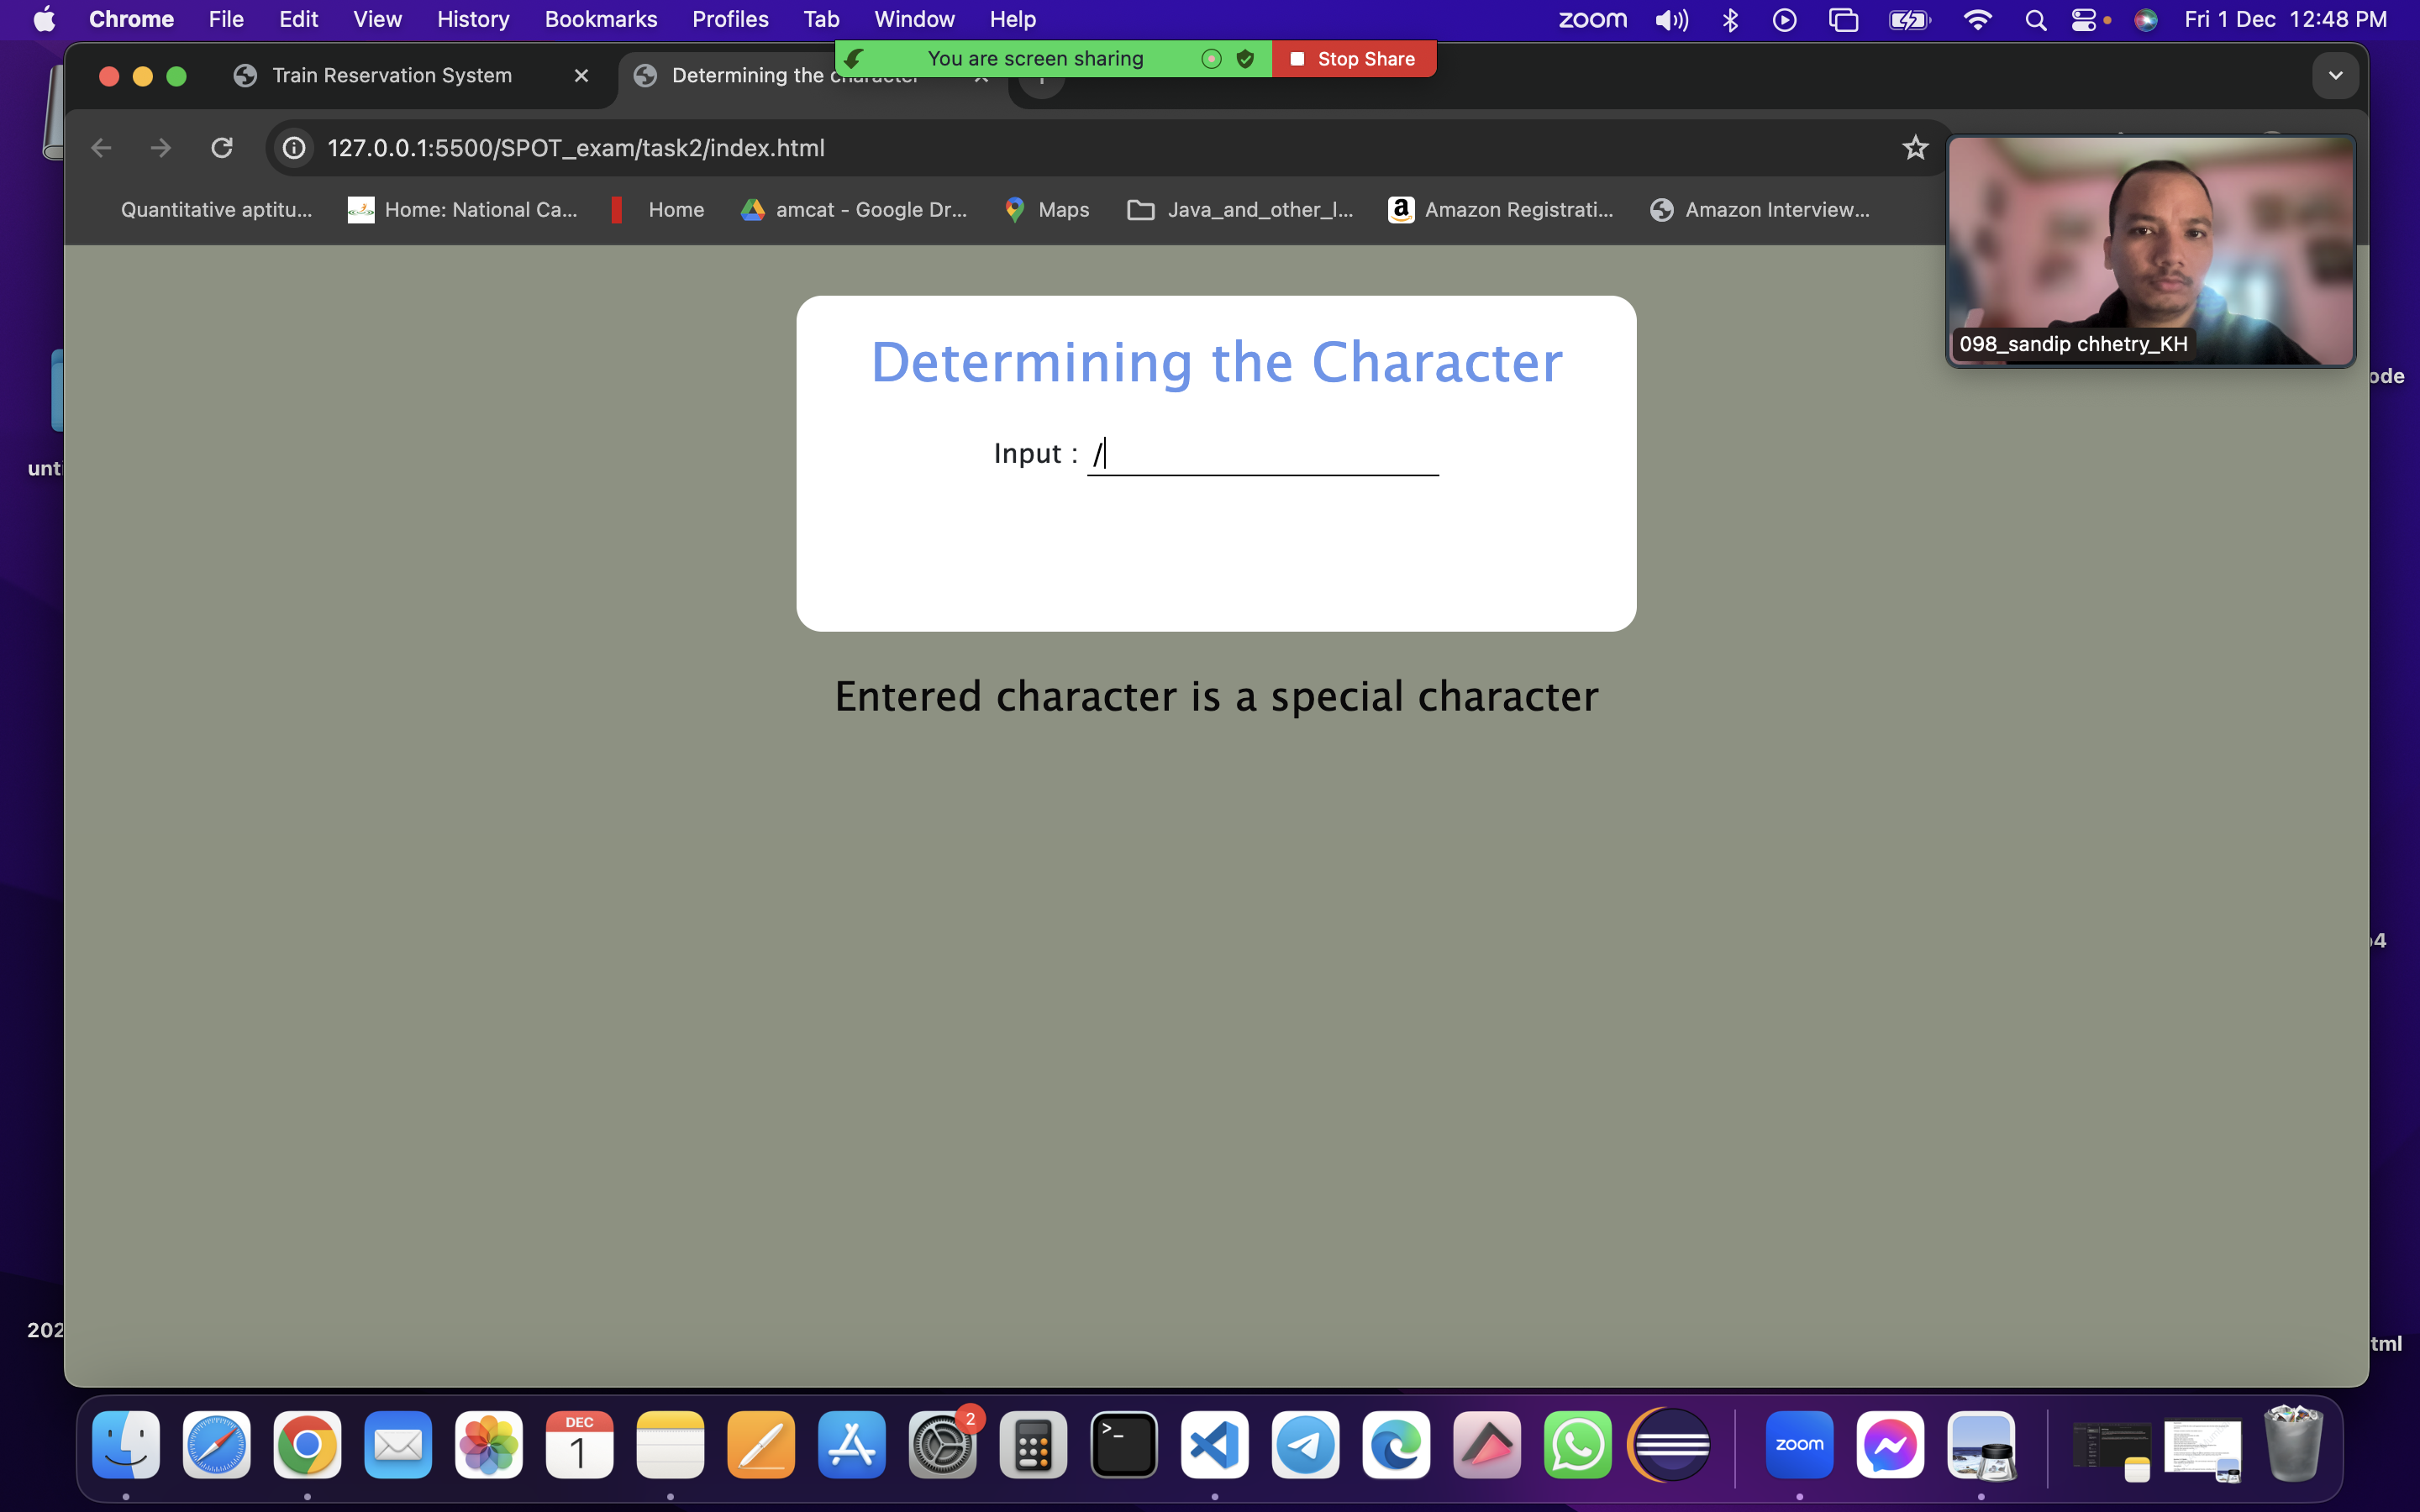 Chrome File Edit View History Bookmarks Profiles Tab Window Help zoom Fri 1 Dec 12:48 PM
You are screen sharing Stop Share
Train Reservation System Determining the character
127.0.0.1:5500/SPOT_exam/task2/index.html
Quantitative aptitu... Home: National Ca... Home amcat - Google Dr... Maps Java_and_other_l... Amazon Registrati... Amazon Interview...
098_sandip chhetry_KH
Determining the Character
Input : /
Entered character is a special character
ode
unt
202
tml
DEC
1
2
zoom